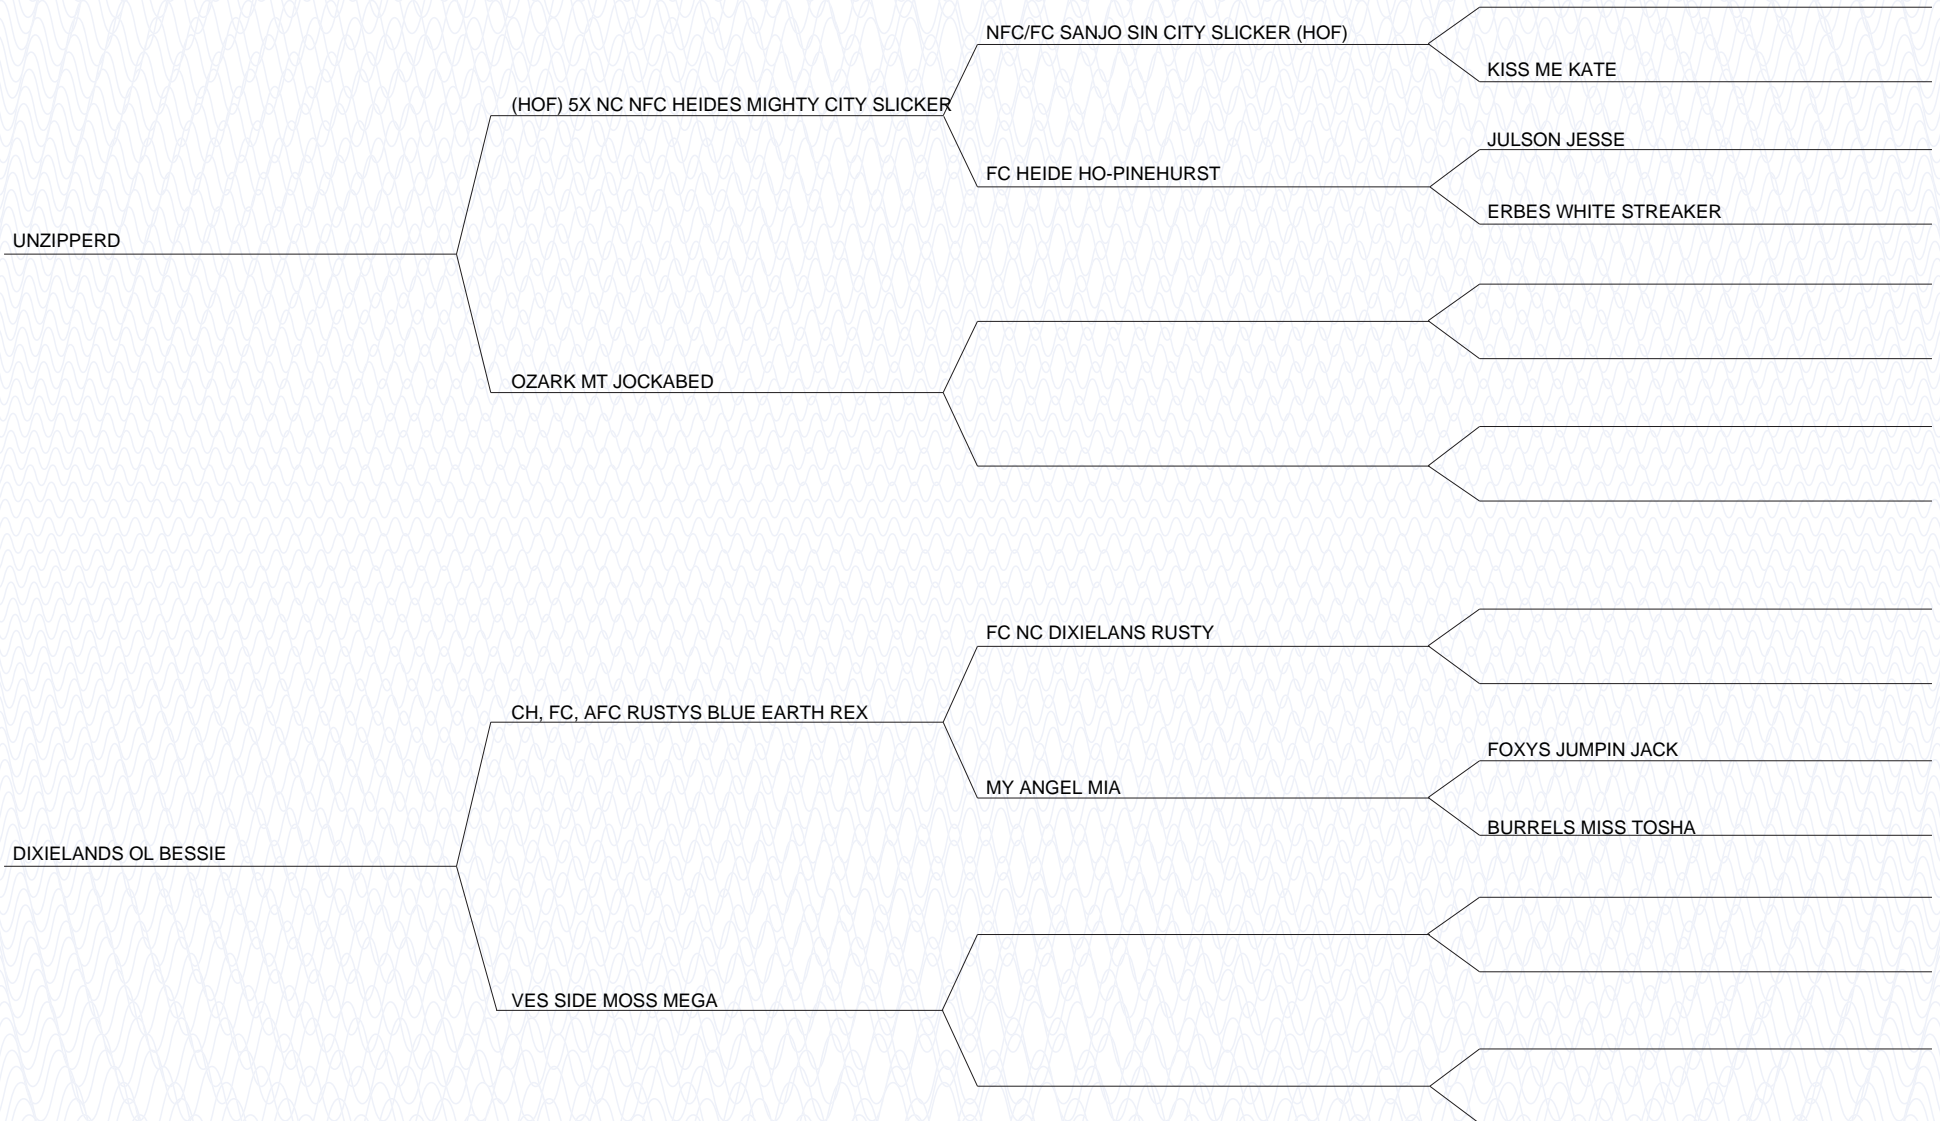 NFC/FC SANJO SIN CITY SLICKER (HOF)
KISS ME KATE
(HOF) 5X NC NFC HEIDES MIGHTY CITY SLICKER
JULSON JESSE
FC HEIDE HO-PINEHURST
ERBES WHITE STREAKER
UNZIPPERD
OZARK MT JOCKABED
FC NC DIXIELANS RUSTY
CH, FC, AFC RUSTYS BLUE EARTH REX
FOXYS JUMPIN JACK
MY ANGEL MIA
BURRELS MISS TOSHA
DIXIELANDS OL BESSIE
VES SIDE MOSS MEGA